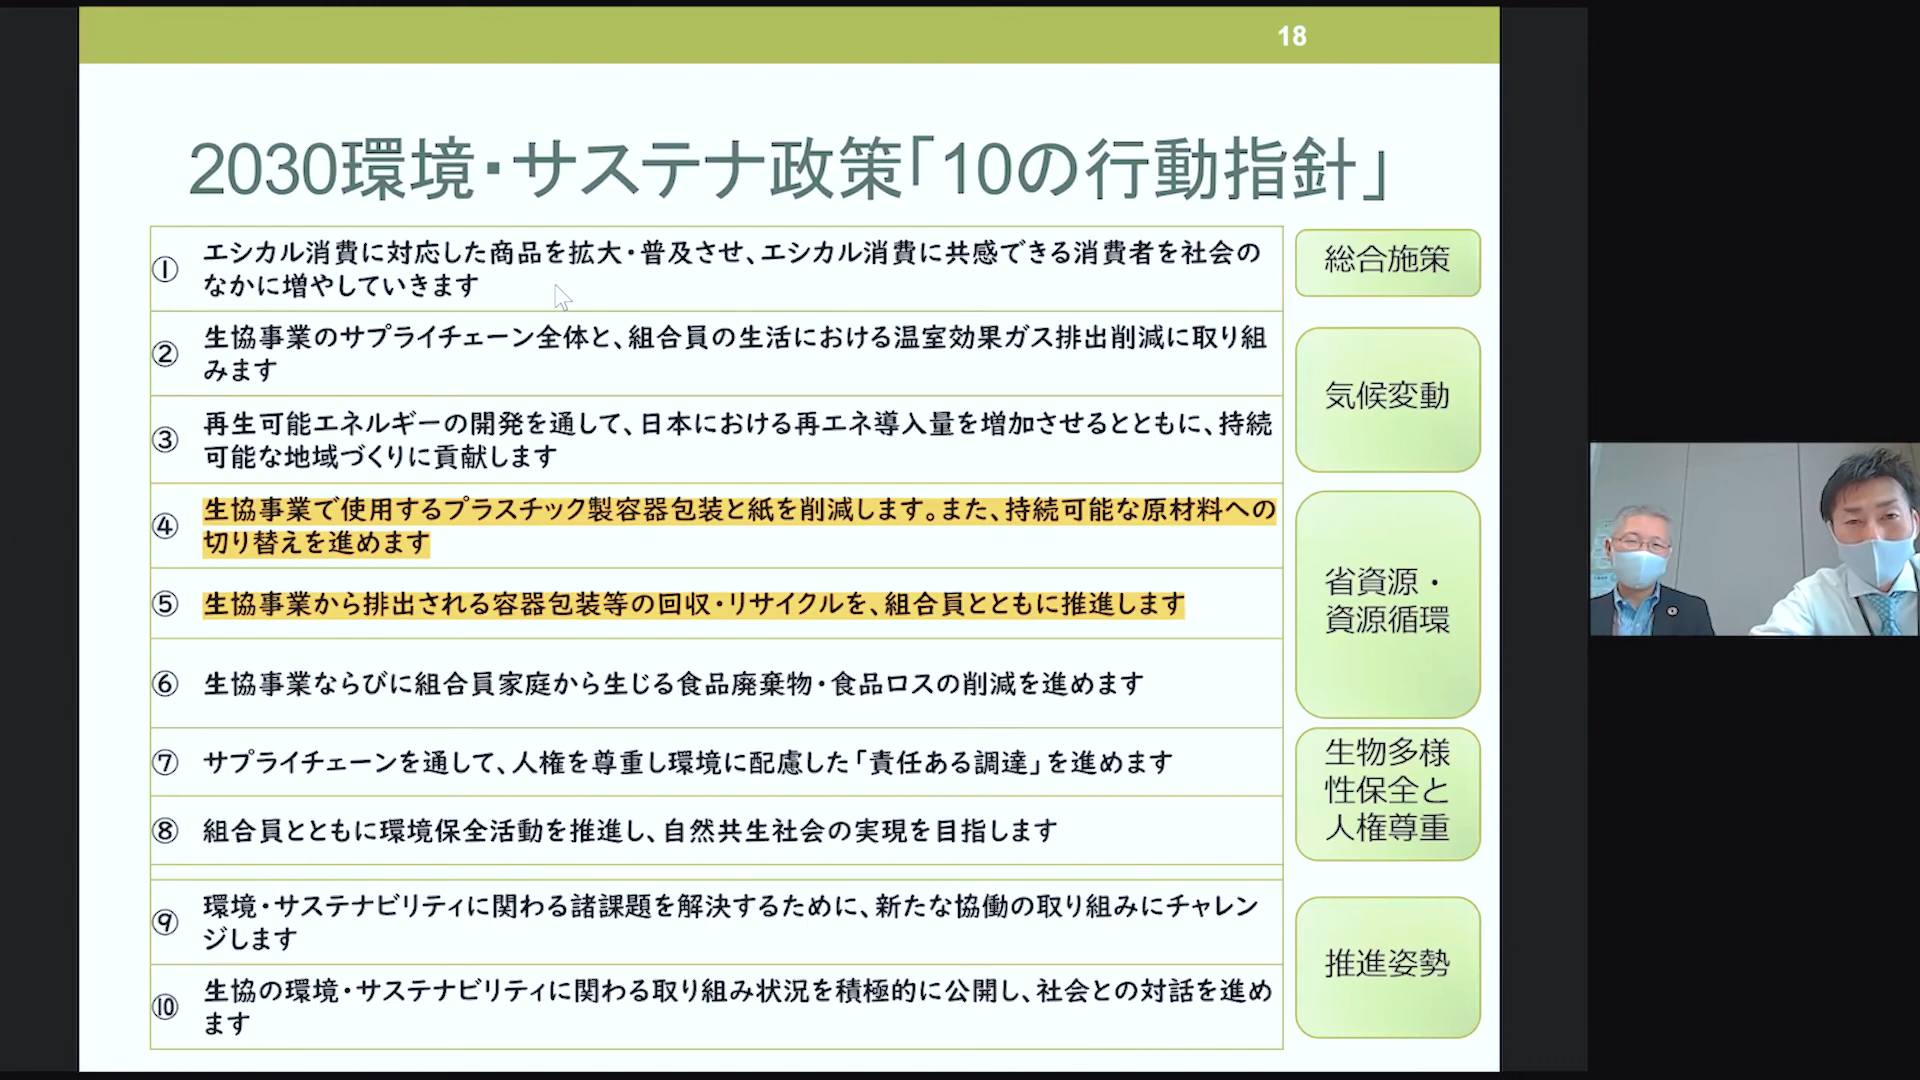 18
2030環境・サステナ政策「10の行動指針」
① エシカル消費に対応した商品を拡大・普及させ、エシカル消費に共感できる消費者を社会の
なかに増やしていきます
総合施策
② 生協事業のサプライチェーン全体と、組合員の生活における温室効果ガス排出削減に取り組
みます
③ 再生可能エネルギーの開発を通して、日本における再エネ導入量を増加させるとともに、持続
可能な地域づくりに貢献します
気候変動
④ 生協事業で使用するプラスチック製容器包装と紙を削減します。また、持続可能な原材料への
切り替えを進めます
⑤ 生協事業から排出される容器包装等の回収・リサイクルを、組合員とともに推進します
⑥ 生協事業ならびに組合員家庭から生じる食品廃棄物・食品ロスの削減を進めます
省資源・
資源循環
⑦ サプライチェーンを通して、人権を尊重し環境に配慮した「責任ある調達」を進めます
⑧ 組合員とともに環境保全活動を推進し、自然共生社会の実現を目指します
生物多様
性保全と
人権尊重
⑨ 環境・サステナビリティに関わる諸課題を解決するために、新たな協働の取り組みにチャレン
ジします
⑩ 生協の環境・サステナビリティに関わる取り組み状況を積極的に公開し、社会との対話を進め
ます
推進姿勢